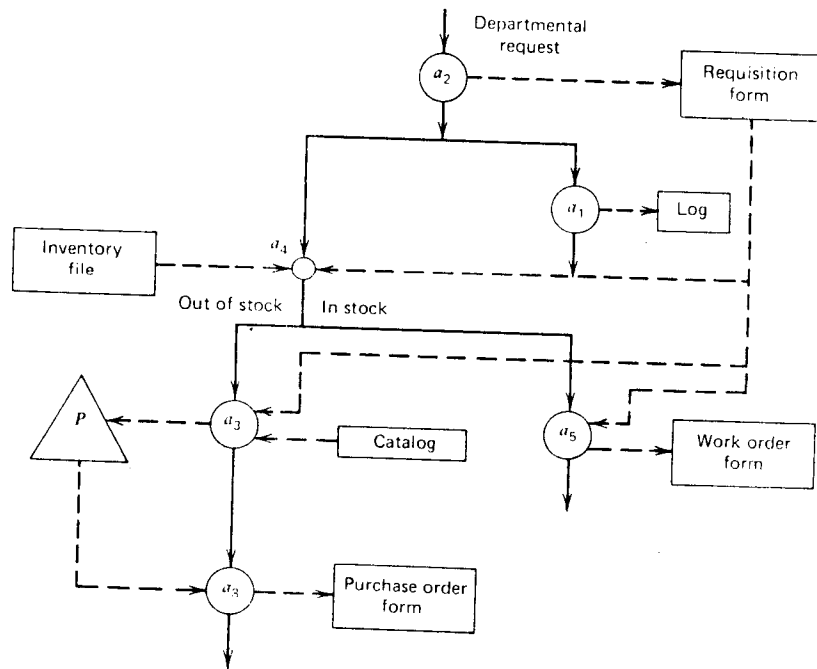 Departmental
request
a2
Requisition
form
a1
Log
a4
Inventory
file
Out of stock
In stock
P
a3
Catalog
a5
Work order
form
a3
Purchase order
form